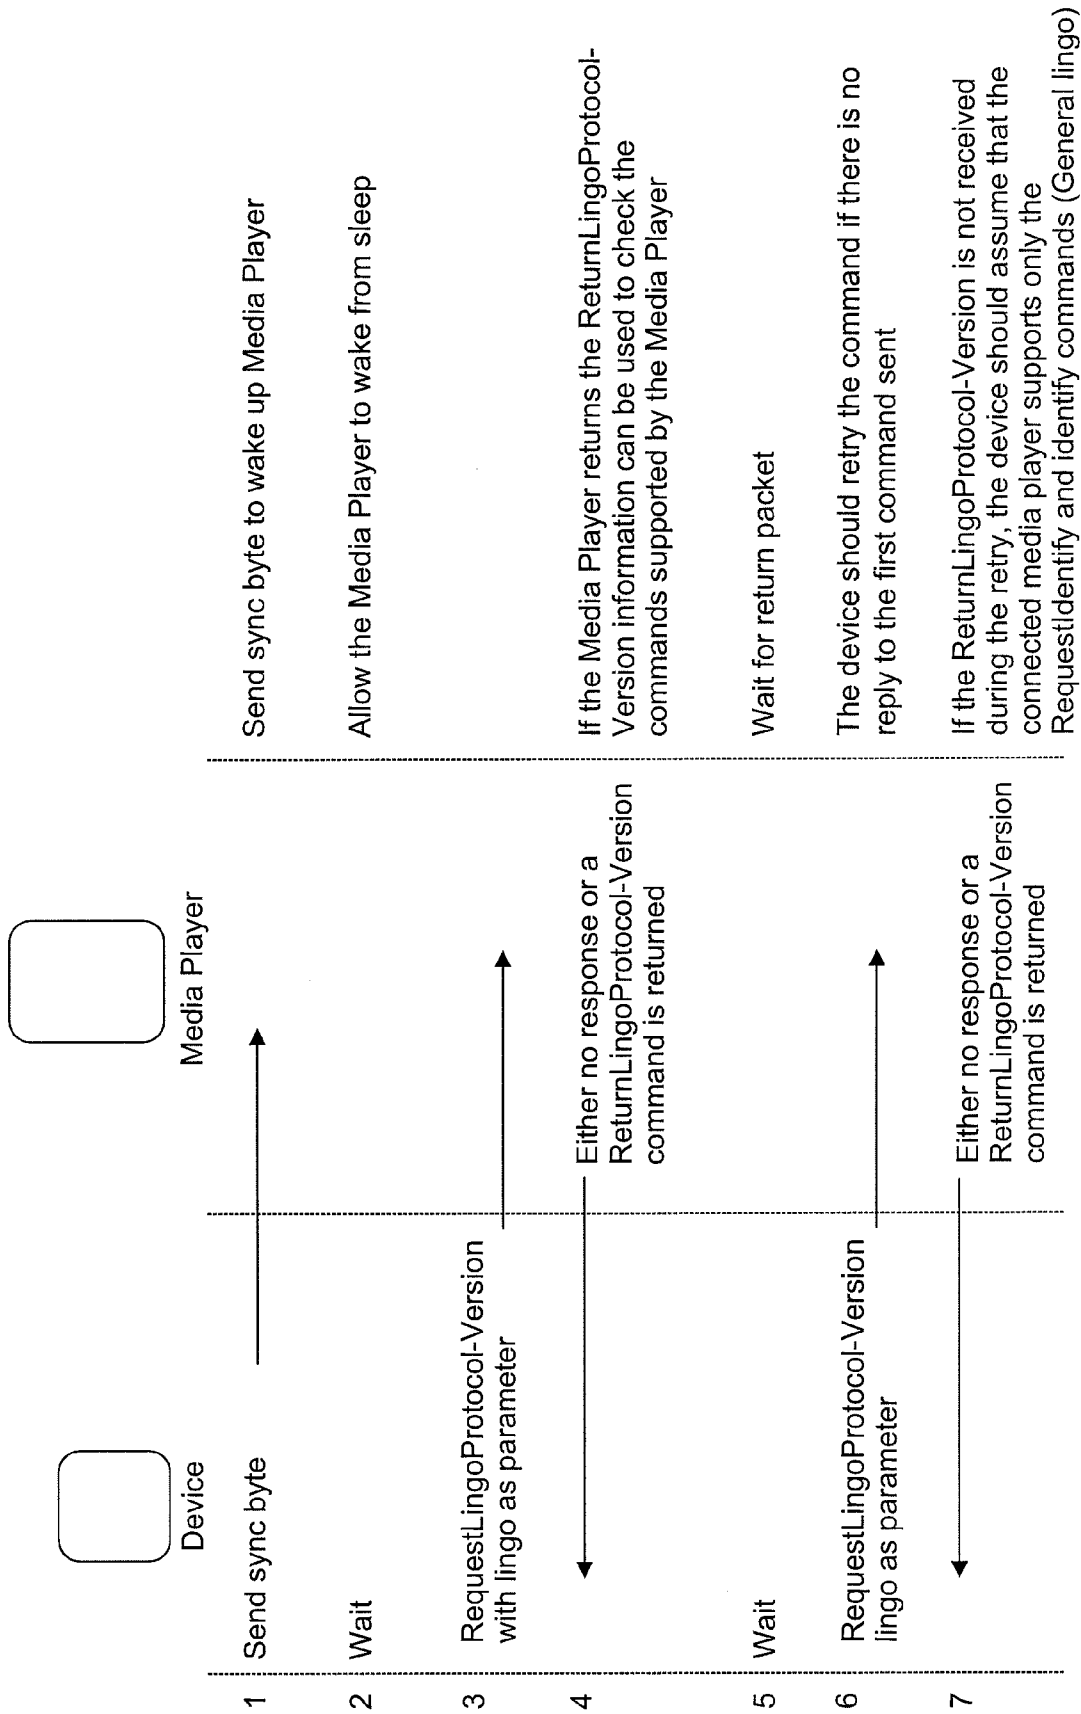 Device
Media Player
1
Send sync byte
Send sync byte to wake up Media Player
2
Wait
Allow the Media Player to wake from sleep
3
RequestLingoProtocol-Version
with lingo as parameter
4
Either no response or a
ReturnLingoProtocol-Version
command is returned
If the Media Player returns the ReturnLingoProtocol-
Version information can be used to check the
commands supported by the Media Player
5
Wait
Wait for return packet
6
RequestLingoProtocol-Version
lingo as parameter
The device should retry the command if there is no
reply to the first command sent
7
Either no response or a
ReturnLingoProtocol-Version
command is returned
If the ReturnLingoProtocol-Version is not received
during the retry, the device should assume that the
connected media player supports only the
RequestIdentify and identify commands (General lingo)